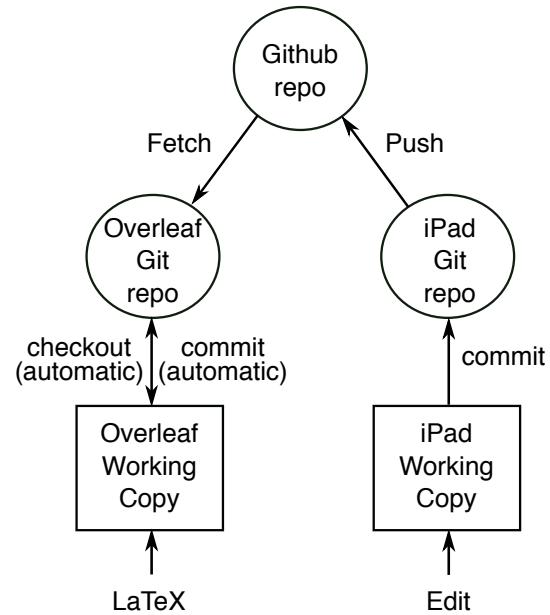 Github
repo
Fetch
Push
Overleaf
Git
repo
iPad
Git
repo
checkout
(automatic)
commit
(automatic)
commit
Overleaf
Working
Copy
iPad
Working
Copy
LaTeX
Edit